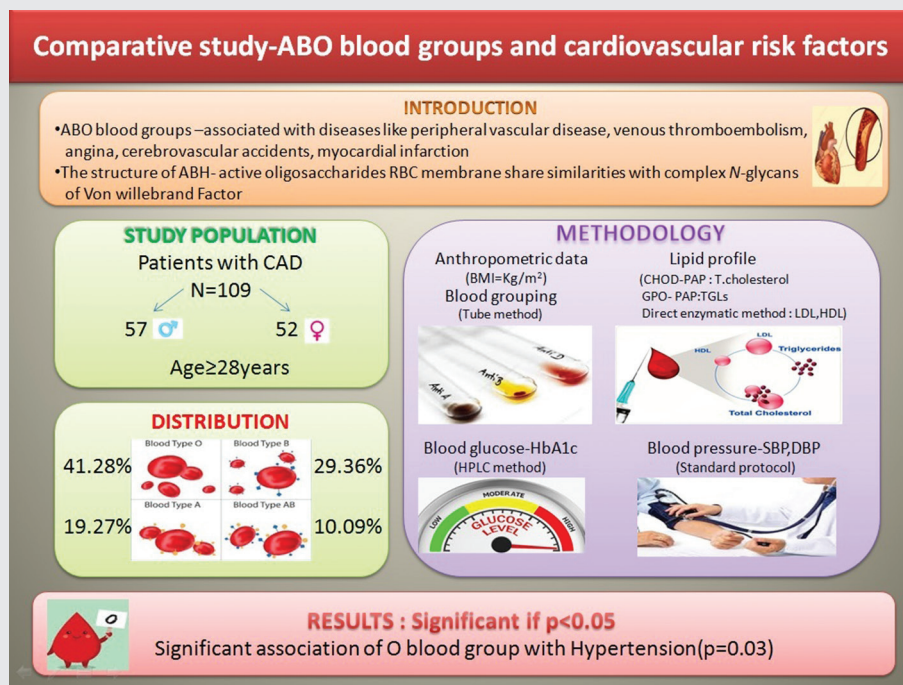 Comparative study-ABO blood groups and cardiovascular risk factors
INTRODUCTION
•ABO blood groups –associated with diseases like peripheral vascular disease, venous thromboembolism,
angina, cerebrovascular accidents, myocardial infarction
•The structure of ABH- active oligosaccharides RBC membrane share similarities with complex N-glycans
of Von willebrand Factor
STUDY POPULATION
Patients with CAD
N=109
57 ♂ 52 ♀
Age≥28years
DISTRIBUTION
Blood Type O Blood Type B
41.28% 29.36%
Blood Type A Blood Type AB
19.27% 10.09%
METHODOLOGY
Anthropometric data
(BMI=Kg/m²)
Blood grouping
(Tube method)
Anti A Anti B Anti D
Lipid profile
(CHOD-PAP : T.cholesterol
GPO- PAP:TGLs
Direct enzymatic method : LDL,HDL)
LDL
HDL
Triglycerides
Total Cholesterol
Blood glucose-HbA1c
(HPLC method)
LOW MODERATE HIGH
GLUCOSE
LEVEL
Blood pressure-SBP,DBP
(Standard protocol)
O
RESULTS : Significant if p<0.05
Significant association of O blood group with Hypertension(p=0.03)